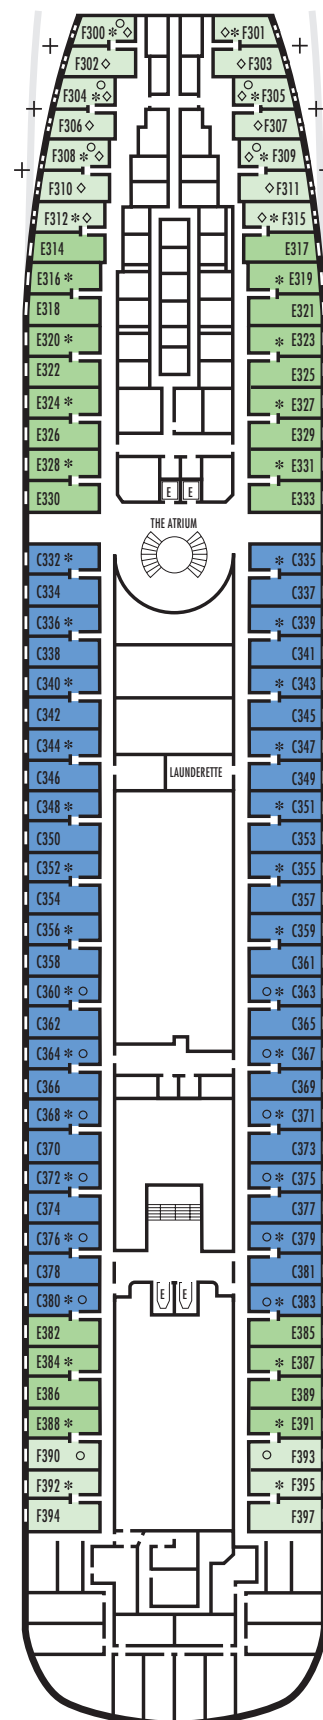 F300 *○◇ ◇* F301
F302 ◇ ◇ F303
F304 *○◇ ○◇* F305
F306 ◇ ◇ F307
F308 *○◇ ○◇* F309
F310 ◇ ◇ F311
F312 *◇ ◇* F315
E314 E317
E316 * * E319
E318 E321
E320 * * E323
E322 E325
E324 * * E327
E326 E329
E328 * * E331
E330 E E E333
THE ATRIUM
C332 * * C335
C334 C337
C336 * * C339
C338 C341
C340 * * C343
C342 C345
C344 * * C347
C346 LAUNDERETTE C349
C348 * * C351
C350 C353
C352 * * C355
C354 C357
C356 * * C359
C358 C361
C360 * ○ ○ * C363
C362 C365
C364 * ○ ○ * C367
C366 C369
C368 * ○ ○ * C371
C370 C373
C372 * ○ ○ * C375
C374 C377
C376 * ○ ○ * C379
C378 C381
C380 * ○ E E ○ * C383
E382 E385
E384 * * E387
E386 E389
E388 * * E391
F390 ○ ○ F393
F392 * * F395
F394 F397